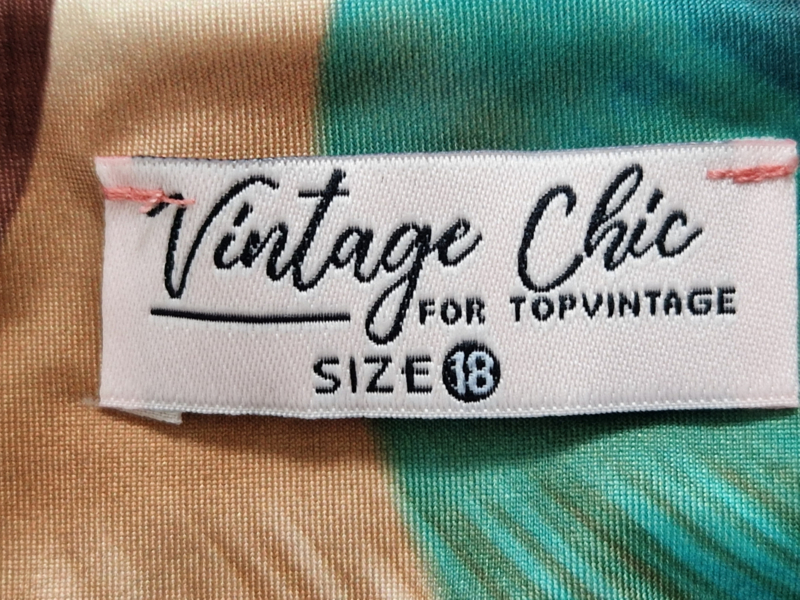 Vintage Chic
FOR TOPVINTAGE
SIZE 18